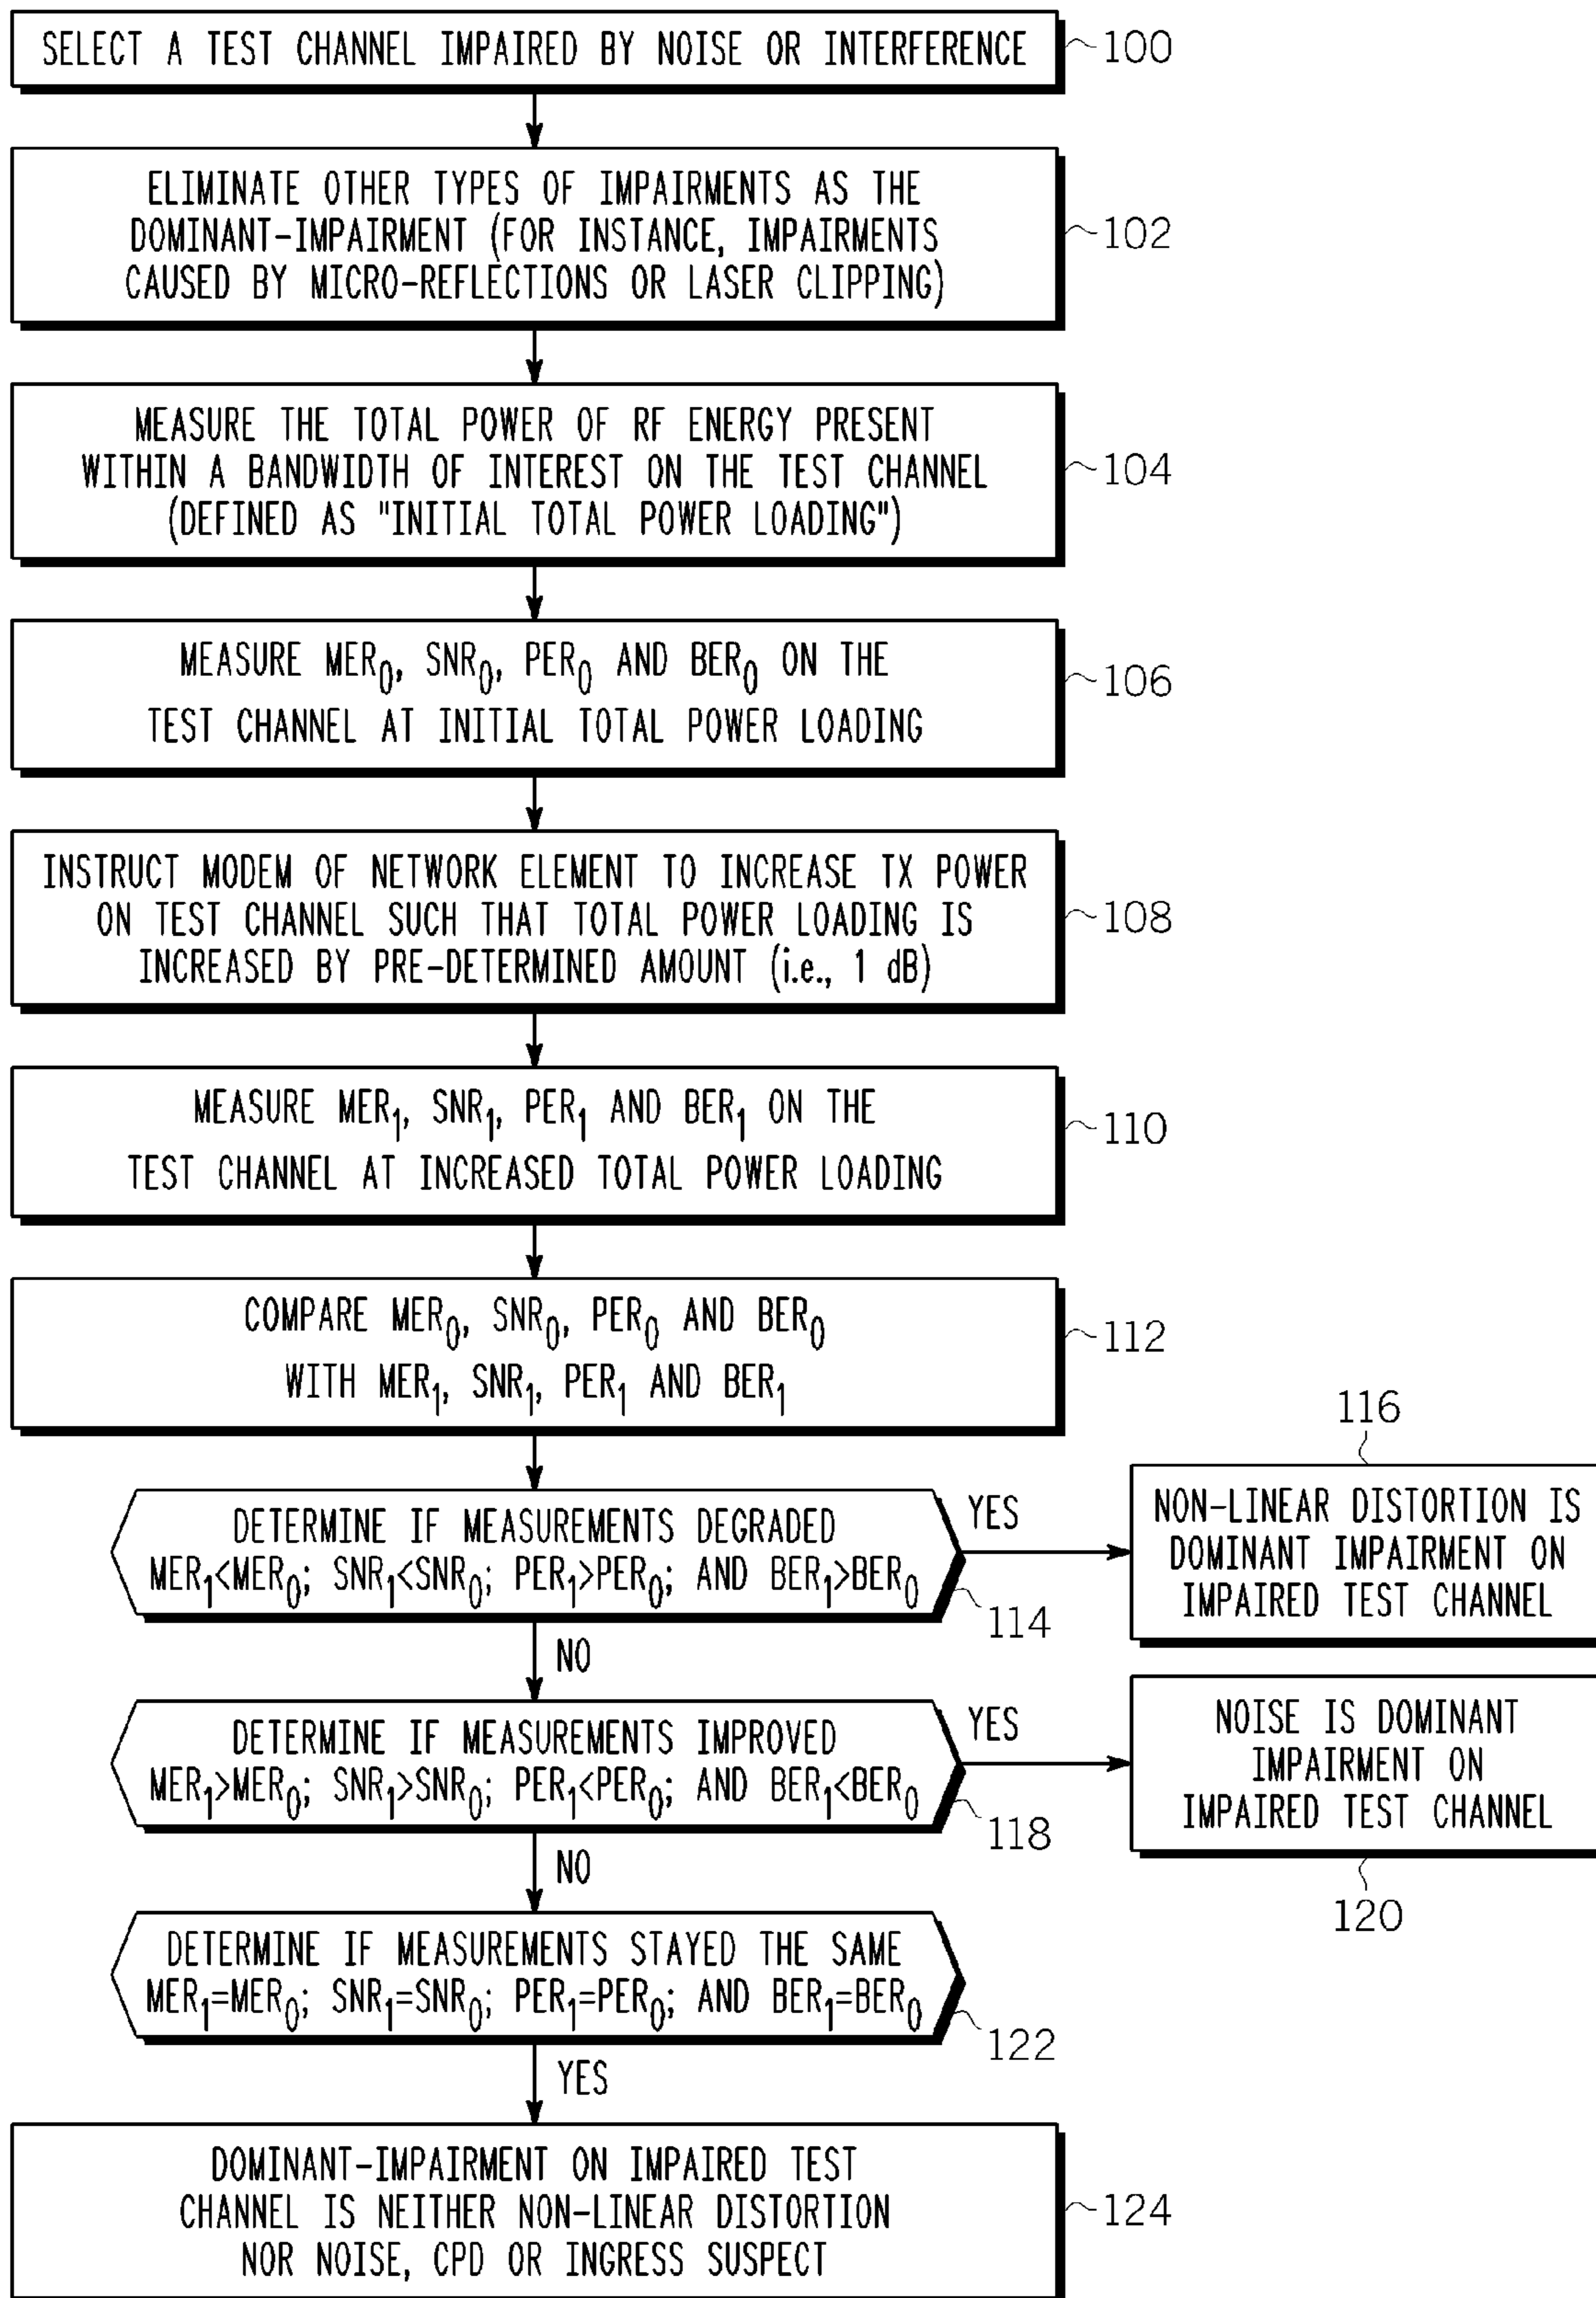 SELECT A TEST CHANNEL IMPAIRED BY NOISE OR INTERFERENCE
100
ELIMINATE OTHER TYPES OF IMPAIRMENTS AS THE
DOMINANT-IMPAIRMENT (FOR INSTANCE, IMPAIRMENTS
CAUSED BY MICRO-REFLECTIONS OR LASER CLIPPING)
102
MEASURE THE TOTAL POWER OF RF ENERGY PRESENT
WITHIN A BANDWIDTH OF INTEREST ON THE TEST CHANNEL
(DEFINED AS "INITIAL TOTAL POWER LOADING")
104
MEASURE MER₀, SNR₀, PER₀ AND BER₀ ON THE
TEST CHANNEL AT INITIAL TOTAL POWER LOADING
106
INSTRUCT MODEM OF NETWORK ELEMENT TO INCREASE TX POWER
ON TEST CHANNEL SUCH THAT TOTAL POWER LOADING IS
INCREASED BY PRE-DETERMINED AMOUNT (i.e., 1 dB)
108
MEASURE MER₁, SNR₁, PER₁ AND BER₁ ON THE
TEST CHANNEL AT INCREASED TOTAL POWER LOADING
110
COMPARE MER₀, SNR₀, PER₀ AND BER₀
WITH MER₁, SNR₁, PER₁ AND BER₁
112
DETERMINE IF MEASUREMENTS DEGRADED
MER₁<MER₀; SNR₁<SNR₀; PER₁>PER₀; AND BER₁>BER₀
114
YES
116
NON-LINEAR DISTORTION IS
DOMINANT IMPAIRMENT ON
IMPAIRED TEST CHANNEL
NO
DETERMINE IF MEASUREMENTS IMPROVED
MER₁>MER₀; SNR₁>SNR₀; PER₁<PER₀; AND BER₁<BER₀
118
YES
NOISE IS DOMINANT
IMPAIRMENT ON
IMPAIRED TEST CHANNEL
120
NO
DETERMINE IF MEASUREMENTS STAYED THE SAME
MER₁=MER₀; SNR₁=SNR₀; PER₁=PER₀; AND BER₁=BER₀
122
YES
DOMINANT-IMPAIRMENT ON IMPAIRED TEST
CHANNEL IS NEITHER NON-LINEAR DISTORTION
NOR NOISE, CPD OR INGRESS SUSPECT
124